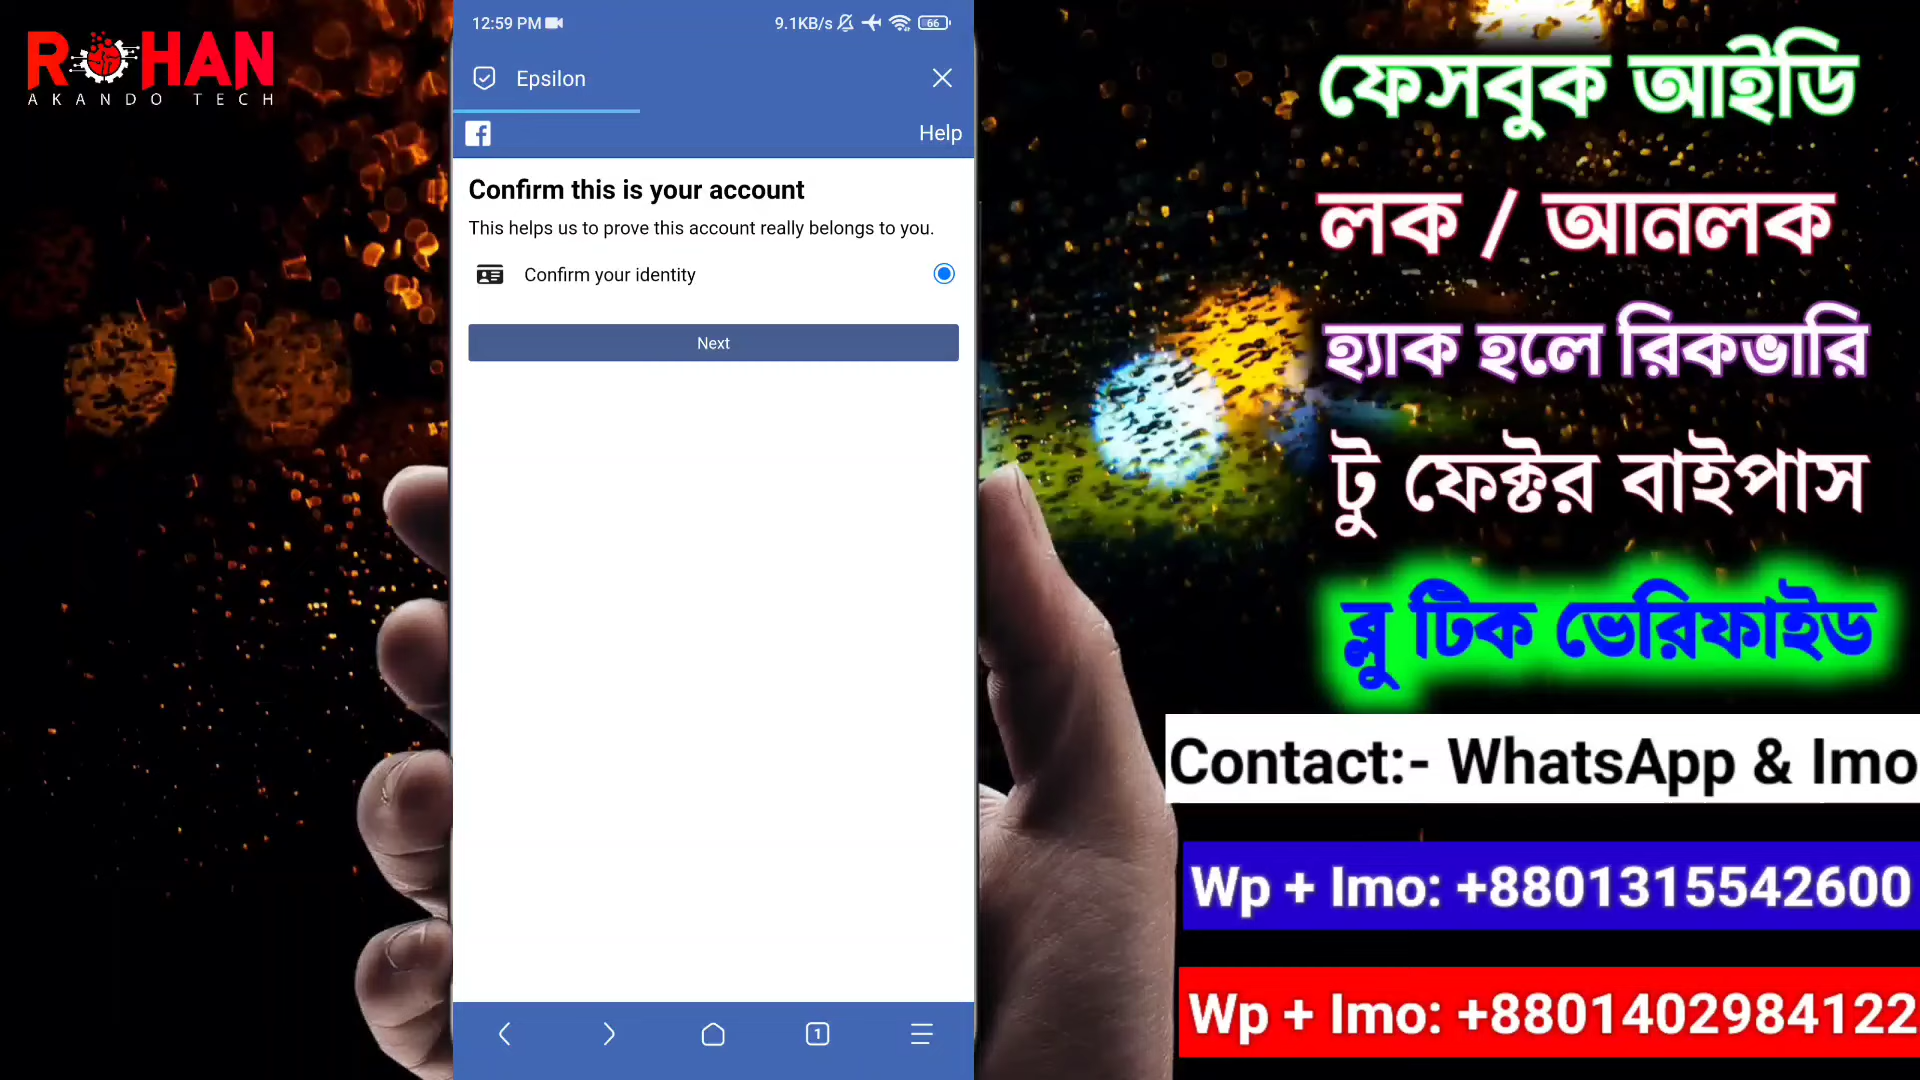 ROHAN
AKANDO TECH
12:59 PM
9.1KB/s
66
Epsilon
Help
Confirm this is your account
This helps us to prove this account really belongs to you.
Confirm your identity
Next
1
ফেসবুক আইডি
লক / আনলক
হ্যাক হলে রিকভারি
টু ফেক্টর বাইপাস
ব্লু টিক ভেরিফাইড
Contact:- WhatsApp & Imo
Wp + Imo: +8801315542600
Wp + Imo: +8801402984122